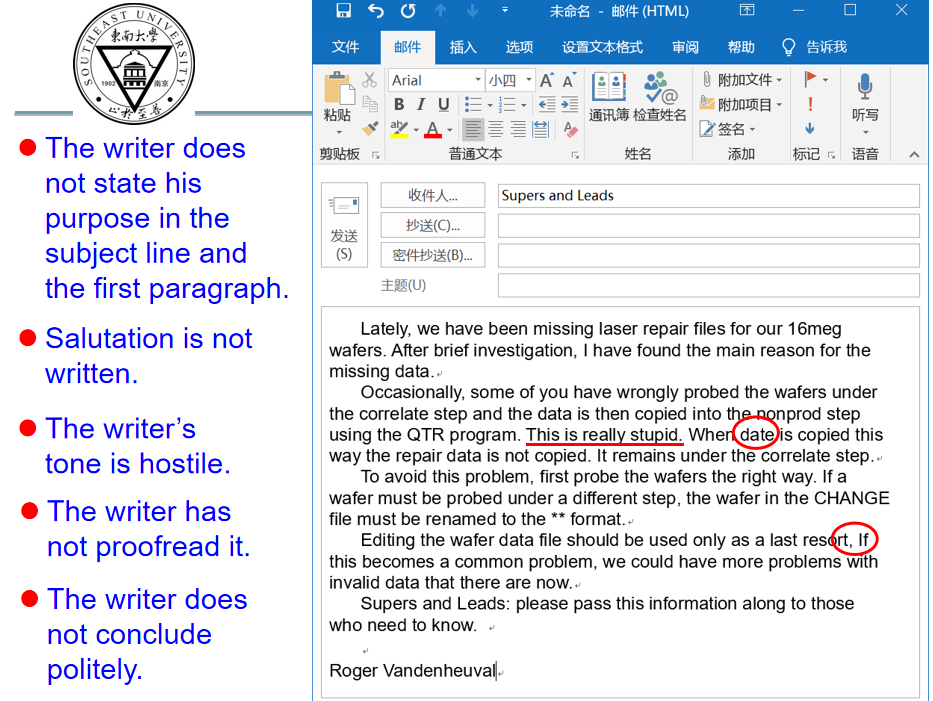 SOUTHEAST UNIVERSITY
東南大學
1902
南京
The writer does
not state his
purpose in the
subject line and
the first paragraph.
Salutation is not
written.
The writer’s
tone is hostile.
The writer has
not proofread it.
The writer does
not conclude
politely.
未命名 - 邮件 (HTML)
文件 邮件 插入 选项 设置文本格式 审阅 帮助 告诉我
Arial 小四 A A
B I U
ab A
粘贴
剪贴板
普通文本
通讯簿 检查姓名
姓名
附加文件
附加项目
签名
添加
标记
听写
语音
发送
(S)
收件人... Supers and Leads
抄送(C)...
密件抄送(B)...
主题(U)
Lately, we have been missing laser repair files for our 16meg
wafers. After brief investigation, I have found the main reason for the
missing data.
Occasionally, some of you have wrongly probed the wafers under
the correlate step and the data is then copied into the nonprod step
using the QTR program. This is really stupid. When date is copied this
way the repair data is not copied. It remains under the correlate step.
To avoid this problem, first probe the wafers the right way. If a
wafer must be probed under a different step, the wafer in the CHANGE
file must be renamed to the ** format.
Editing the wafer data file should be used only as a last resort, If
this becomes a common problem, we could have more problems with
invalid data that there are now.
Supers and Leads: please pass this information along to those
who need to know.
Roger Vandenheuval